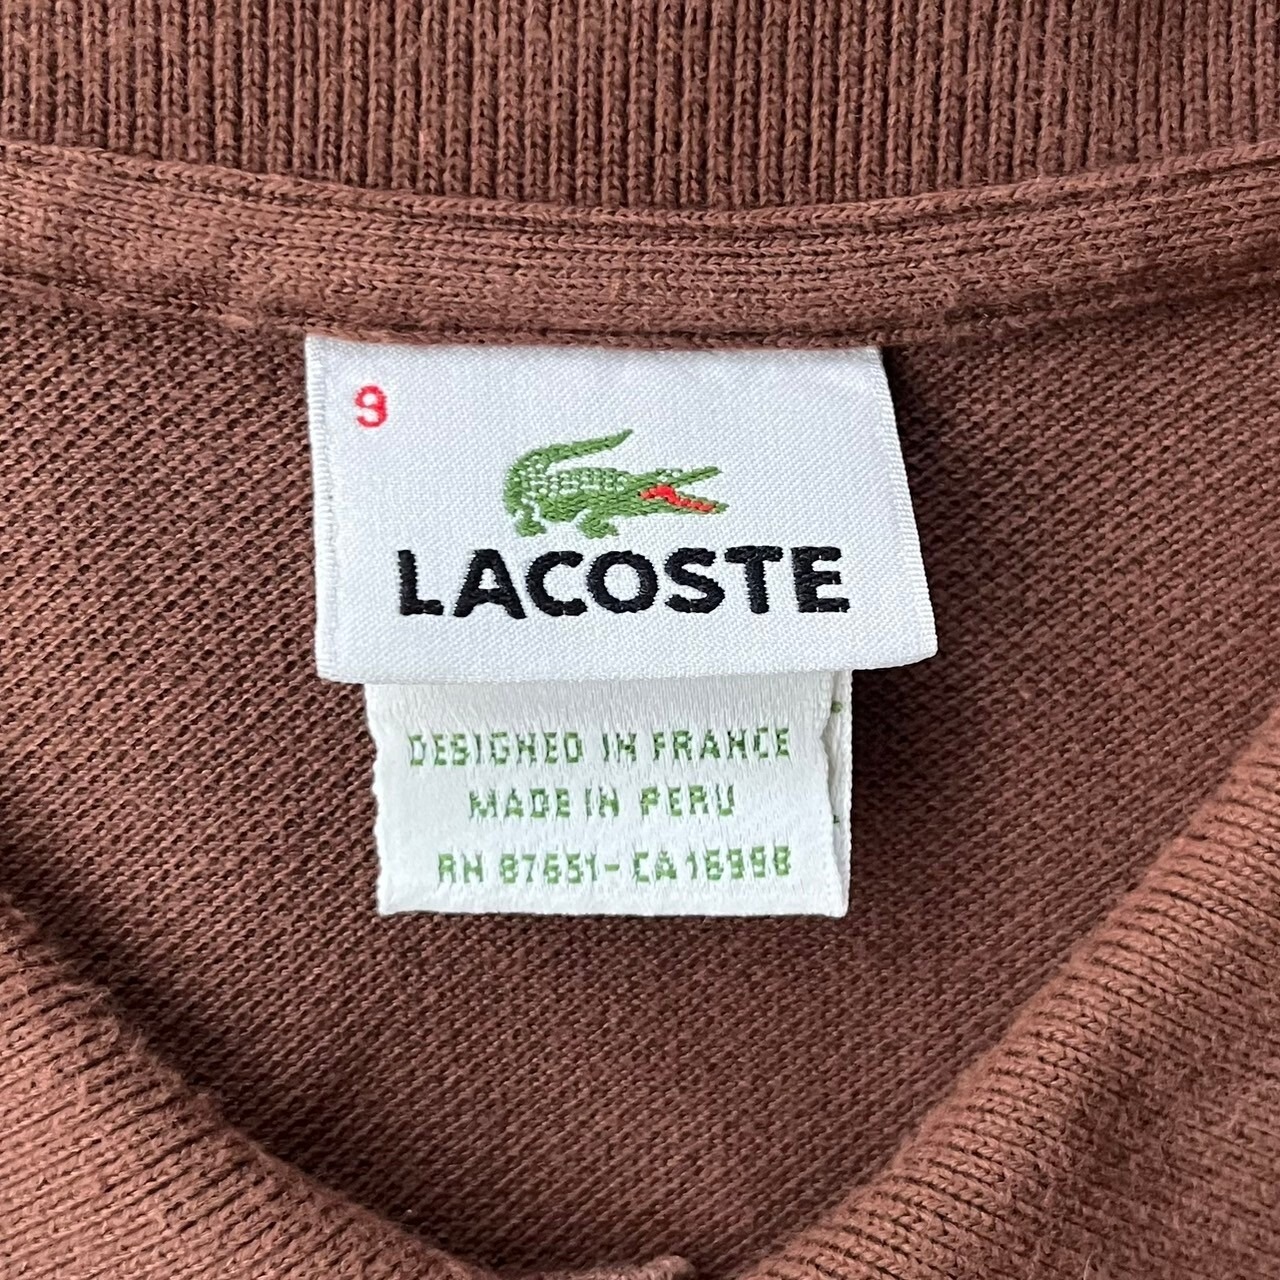 9
LACOSTE
DESIGNED IN FRANCE
MADE IN PERU
RN 87651-CA 16998